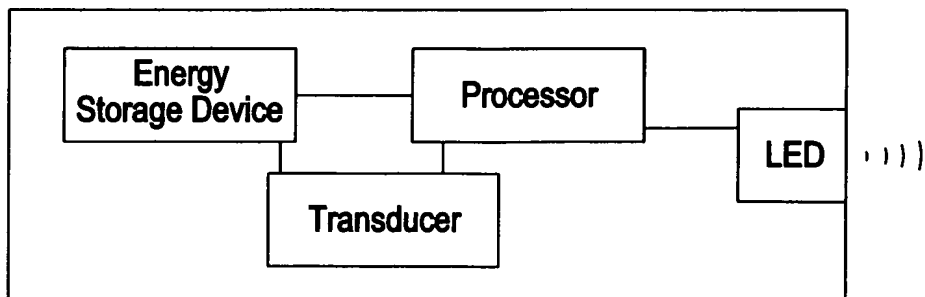 Energy
Storage Device
Processor
LED
Transducer